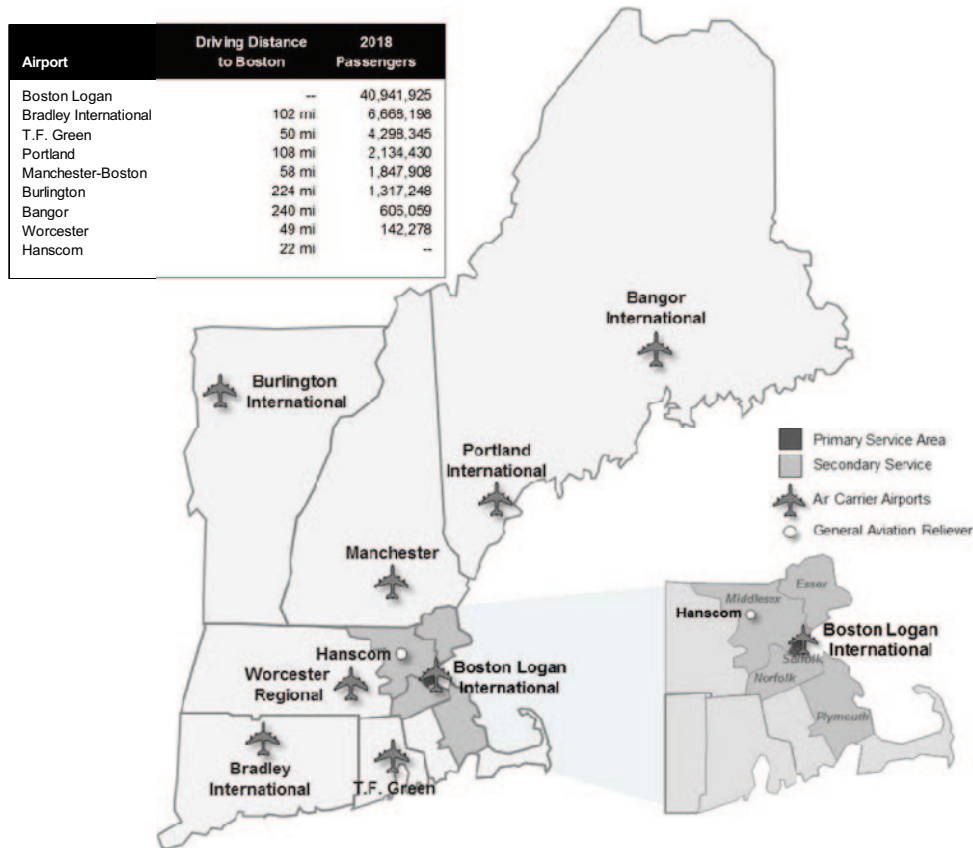 Airport Driving Distance to Boston 2018 Passengers
Boston Logan -- 40,941,925
Bradley International 102 mi 6,668,198
T.F. Green 50 mi 4,298,345
Portland 108 mi 2,134,430
Manchester-Boston 58 mi 1,847,908
Burlington 224 mi 1,317,248
Bangor 240 mi 606,059
Worcester 49 mi 142,278
Hanscom 22 mi --
Bangor
International
Burlington
International
Portland
International
Manchester
Hanscom
Worcester
Regional
Boston Logan
International
Bradley
International
T.F. Green
Primary Service Area
Secondary Service
Air Carrier Airports
General Aviation Reliever
Essex
Middlesex
Hanscom
Boston Logan
International
Suffolk
Norfolk
Plymouth